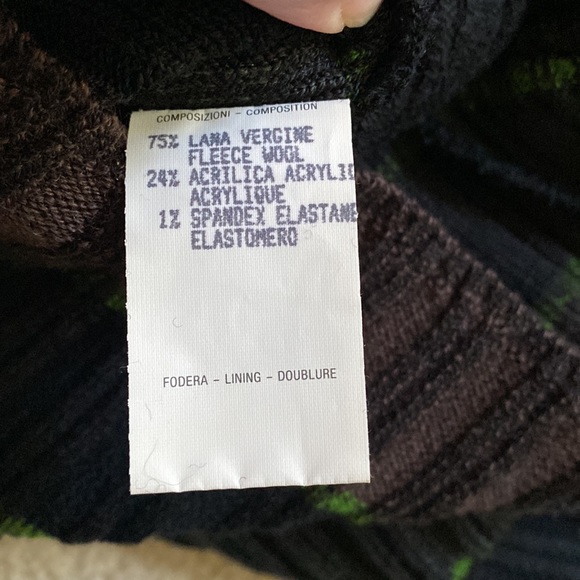 COMPOSIZIONI - COMPOSITION
75% LANA VERGINE
FLEECE WOOL
24% ACRILICA ACRYLIC
ACRYLIQUE
1% SPANDEX ELASTANE
ELASTOMERO
FODERA - LINING - DOUBLURE